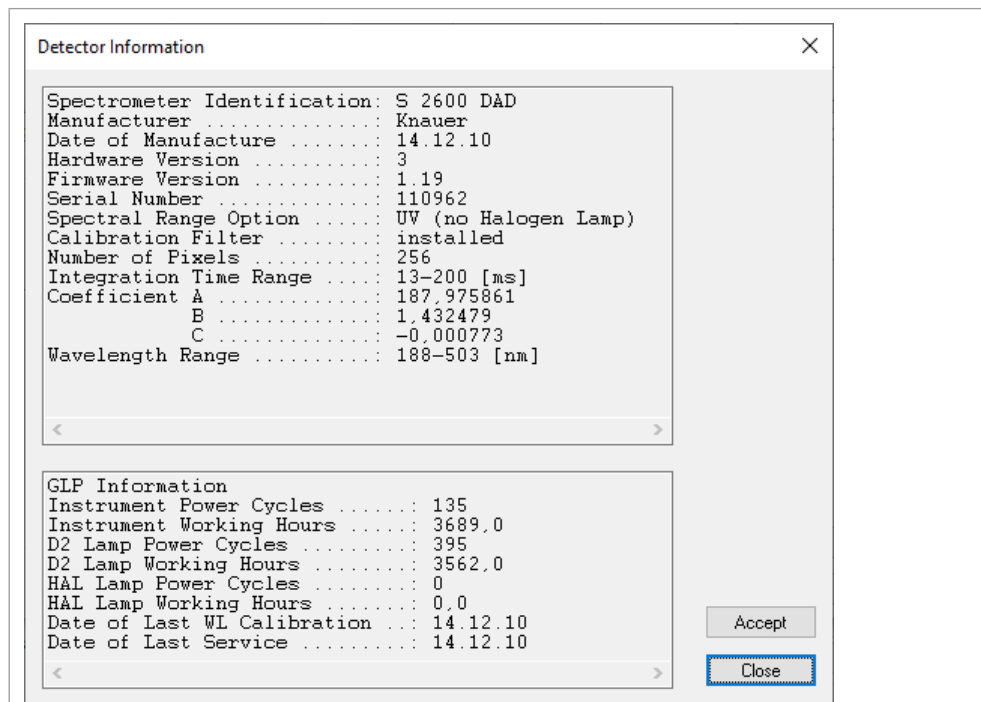 Detector Information
Spectrometer Identification: S 2600 DAD
Manufacturer ..............: Knauer
Date of Manufacture .......: 14.12.10
Hardware Version ..........: 3
Firmware Version ..........: 1.19
Serial Number .............: 110962
Spectral Range Option .....: UV (no Halogen Lamp)
Calibration Filter ........: installed
Number of Pixels ..........: 256
Integration Time Range ....: 13-200 [ms]
Coefficient A .............: 187,975861
B .............: 1,432479
C .............: -0,000773
Wavelength Range ..........: 188-503 [nm]
GLP Information
Instrument Power Cycles ......: 135
Instrument Working Hours .....: 3689,0
D2 Lamp Power Cycles .........: 395
D2 Lamp Working Hours ........: 3562,0
HAL Lamp Power Cycles ........: 0
HAL Lamp Working Hours .......: 0,0
Date of Last WL Calibration ..: 14.12.10
Date of Last Service .........: 14.12.10
Accept
Close